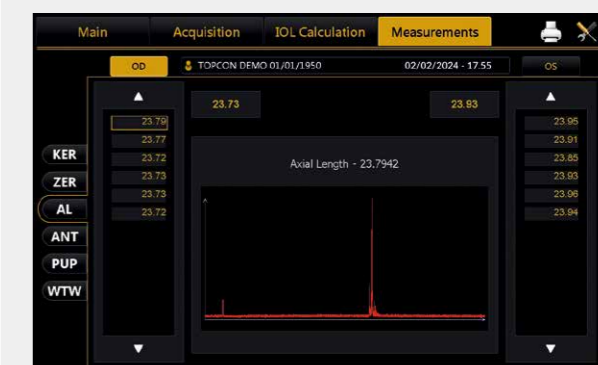 Main Acquisition IOL Calculation Measurements
OD TOPCON DEMO 01/01/1950 02/02/2024 - 17.55 OS
23.73 23.93
23.79
23.77
23.72
23.73
23.73
23.72
KER
ZER
AL
ANT
PUP
WTW
Axial Length - 23.7942
23.95
23.91
23.85
23.93
23.96
23.94